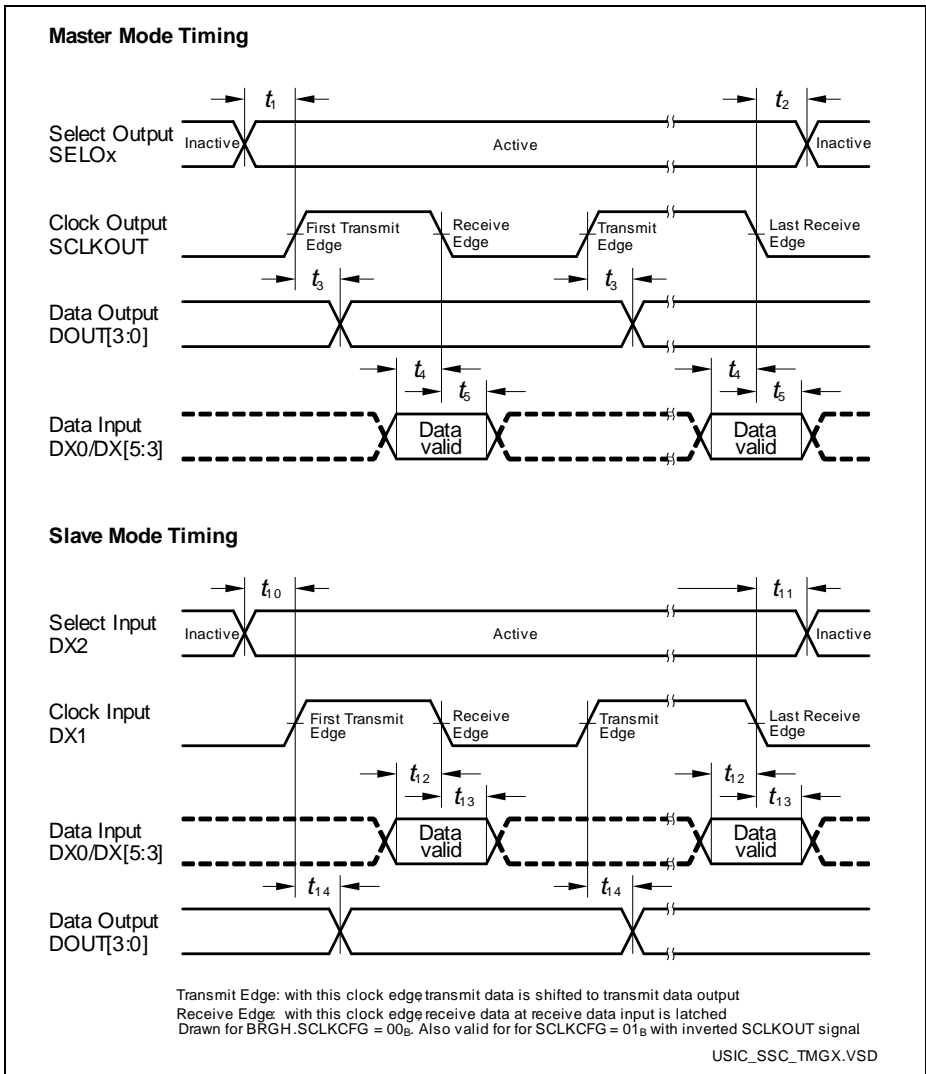 Master Mode Timing
t1
t2
Select Output
SELOx
Inactive
Active
Inactive
Clock Output
SCLKOUT
First Transmit
Edge
Receive
Edge
Transmit
Edge
Last Receive
Edge
t3
t3
Data Output
DOUT[3:0]
t4
t5
t4
t5
Data Input
DX0/DX[5:3]
Data
valid
Data
valid
Slave Mode Timing
t10
t11
Select Input
DX2
Inactive
Active
Inactive
Clock Input
DX1
First Transmit
Edge
Receive
Edge
Transmit
Edge
Last Receive
Edge
t12
t13
t12
t13
Data Input
DX0/DX[5:3]
Data
valid
Data
valid
t14
t14
Data Output
DOUT[3:0]
Transmit Edge: with this clock edge, transmit data is shifted to transmit data output
Receive Edge: with this clock edge, receive data at receive data input is latched
Drawn for BRGH.SCLKCFG = 00B. Also valid for for SCLKCFG = 01B with inverted SCLKOUT signal.
USIC_SSC_TMGX.VSD